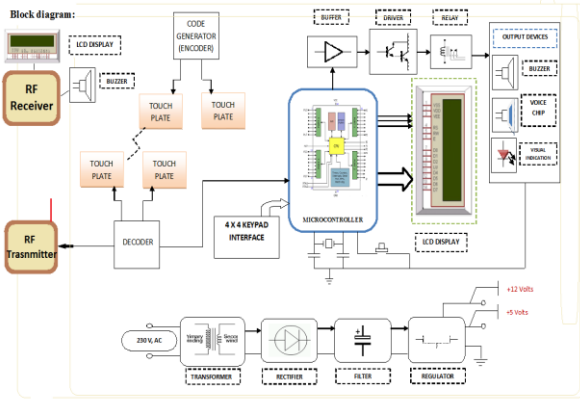 Block diagram:
LCD DISPLAY
RF
Receiver
BUZZER
CODE
GENERATOR
(ENCODER)
TOUCH
PLATE
TOUCH
PLATE
TOUCH
PLATE
TOUCH
PLATE
RF
Trasnmitter
DECODER
4 X 4 KEYPAD
INTERFACE
BUFFER
DRIVER
RELAY
MICROCONTROLLER
LCD DISPLAY
OUTPUT DEVICES
BUZZER
VOICE
CHIP
VISUAL
INDICATION
+12 Volts
+5 Volts
230 V, AC
TRANSFORMER
RECTIFIER
FILTER
REGULATOR